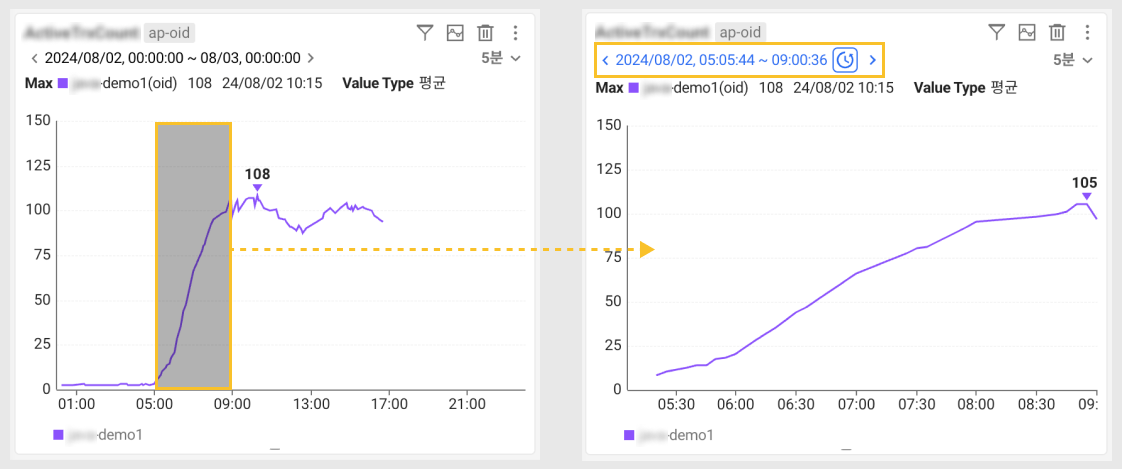 ap-oid
2024/08/02, 00:00:00 ~ 08/03, 00:00:00
5분
Max demo1(oid) 108 24/08/02 10:15 Value Type 평균
150
125
100
75
50
25
0
108
01:00 05:00 09:00 13:00 17:00 21:00
demo1
ap-oid
2024/08/02, 05:05:44 ~ 09:00:36
5분
Max demo1(oid) 108 24/08/02 10:15 Value Type 평균
150
125
100
75
50
25
0
105
05:30 06:00 06:30 07:00 07:30 08:00 08:30 09:
demo1